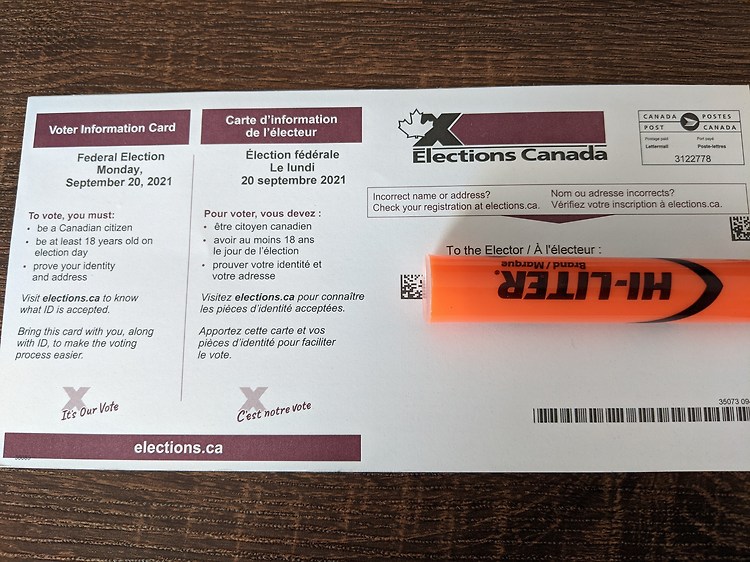 Voter Information Card
Federal Election
Monday,
September 20, 2021
To vote, you must:
• be a Canadian citizen
• be at least 18 years old on
election day
• prove your identity
and address
Visit elections.ca to know
what ID is accepted.
Bring this card with you, along
with ID, to make the voting
process easier.
X
It's Our Vote
Carte d'information
de l'électeur
Élection fédérale
Le lundi
20 septembre 2021
Pour voter, vous devez :
• être citoyen canadien
• avoir au moins 18 ans
le jour de l'élection
• prouver votre identité et
votre adresse
Visitez elections.ca pour connaître
les pièces d'identité acceptées.
Apportez cette carte et vos
pièces d'identité pour faciliter
le vote.
X
C'est notre vote
elections.ca
X
Elections Canada
CANADA POSTES
POST CANADA
Postage paid Port payé
Lettermail Poste-lettres
3122778
Incorrect name or address?
Check your registration at elections.ca.
Nom ou adresse incorrects?
Vérifiez votre inscription à elections.ca.
To the Elector / À l'électeur :
HI-LITER®
Brand / Marque
35073 09